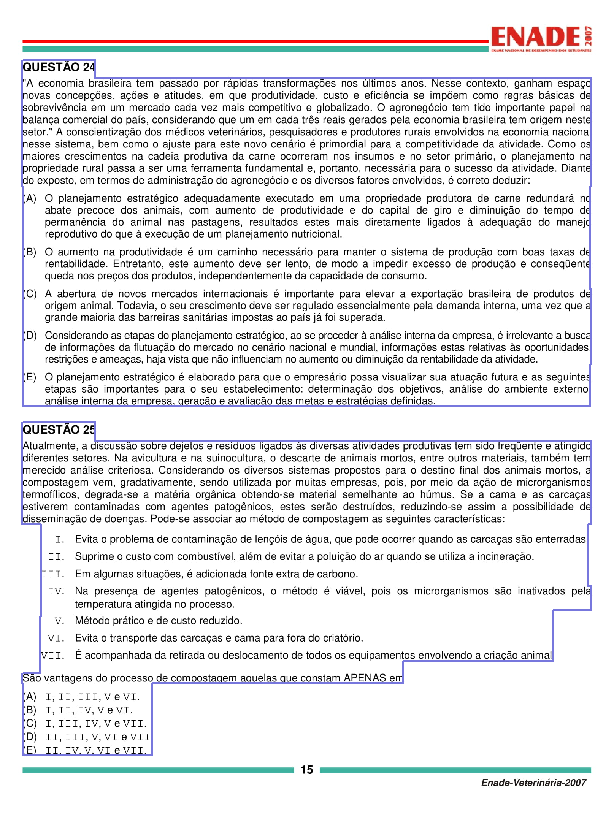 ENADE 2007
EXAME NACIONAL DE DESEMPENHO DOS ESTUDANTES
QUESTÃO 24
"A economia brasileira tem passado por rápidas transformações nos últimos anos. Nesse contexto, ganham espaço
novas concepções, ações e atitudes, em que produtividade, custo e eficiência se impõem como regras básicas de
sobrevivência em um mercado cada vez mais competitivo e globalizado. O agronegócio tem tido importante papel na
balança comercial do país, considerando que um em cada três reais gerados pela economia brasileira tem origem neste
setor." A conscientização dos médicos veterinários, pesquisadores e produtores rurais envolvidos na economia nacional
nesse sistema, bem como o ajuste para este novo cenário é primordial para a competitividade da atividade. Como os
maiores crescimentos na cadeia produtiva da carne ocorreram nos insumos e no setor primário, o planejamento na
propriedade rural passa a ser uma ferramenta fundamental e, portanto, necessária para o sucesso da atividade. Diante
do exposto, em termos de administração do agronegócio e os diversos fatores envolvidos, é correto deduzir:
(A) O planejamento estratégico adequadamente executado em uma propriedade produtora de carne redundará no
abate precoce dos animais, com aumento de produtividade e do capital de giro e diminuição do tempo de
permanência do animal nas pastagens, resultados estes mais diretamente ligados à adequação do manejo
reprodutivo do que à execução de um planejamento nutricional.
(B) O aumento na produtividade é um caminho necessário para manter o sistema de produção com boas taxas de
rentabilidade. Entretanto, este aumento deve ser lento, de modo a impedir excesso de produção e conseqüente
queda nos preços dos produtos, independentemente da capacidade de consumo.
(C) A abertura de novos mercados internacionais é importante para elevar a exportação brasileira de produtos de
origem animal. Todavia, o seu crescimento deve ser regulado essencialmente pela demanda interna, uma vez que a
grande maioria das barreiras sanitárias impostas ao país já foi superada.
(D) Considerando as etapas do planejamento estratégico, ao se proceder à análise interna da empresa, é irrelevante a busca
de informações da flutuação do mercado no cenário nacional e mundial, informações estas relativas às oportunidades,
restrições e ameaças, haja vista que não influenciam no aumento ou diminuição da rentabilidade da atividade.
(E) O planejamento estratégico é elaborado para que o empresário possa visualizar sua atuação futura e as seguintes
etapas são importantes para o seu estabelecimento: determinação dos objetivos, análise do ambiente externo,
análise interna da empresa, geração e avaliação das metas e estratégias definidas.
QUESTÃO 25
Atualmente, a discussão sobre dejetos e resíduos ligados às diversas atividades produtivas tem sido freqüente e atingido
diferentes setores. Na avicultura e na suinocultura, o descarte de animais mortos, entre outros materiais, também tem
merecido análise criteriosa. Considerando os diversos sistemas propostos para o destino final dos animais mortos, a
compostagem vem, gradativamente, sendo utilizada por muitas empresas, pois, por meio da ação de microrganismos
termofílicos, degrada-se a matéria orgânica obtendo-se material semelhante ao húmus. Se a cama e as carcaças
estiverem contaminadas com agentes patogênicos, estes serão destruídos, reduzindo-se assim a possibilidade de
disseminação de doenças. Pode-se associar ao método de compostagem as seguintes características:
I. Evita o problema de contaminação de lençóis de água, que pode ocorrer quando as carcaças são enterradas.
II. Suprime o custo com combustível, além de evitar a poluição do ar quando se utiliza a incineração.
III. Em algumas situações, é adicionada fonte extra de carbono.
IV. Na presença de agentes patogênicos, o método é viável, pois os microrganismos são inativados pela
temperatura atingida no processo.
V. Método prático e de custo reduzido.
VI. Evita o transporte das carcaças e cama para fora do criatório.
VII. É acompanhada da retirada ou deslocamento de todos os equipamentos envolvendo a criação animal.
São vantagens do processo de compostagem aquelas que constam APENAS em
(A) I, II, III, V e VI.
(B) I, II, IV, V e VI.
(C) I, III, IV, V e VII.
(D) II, III, V, VI e VII
(E) II, IV, V, VI e VII.
15
Enade-Veterinária-2007